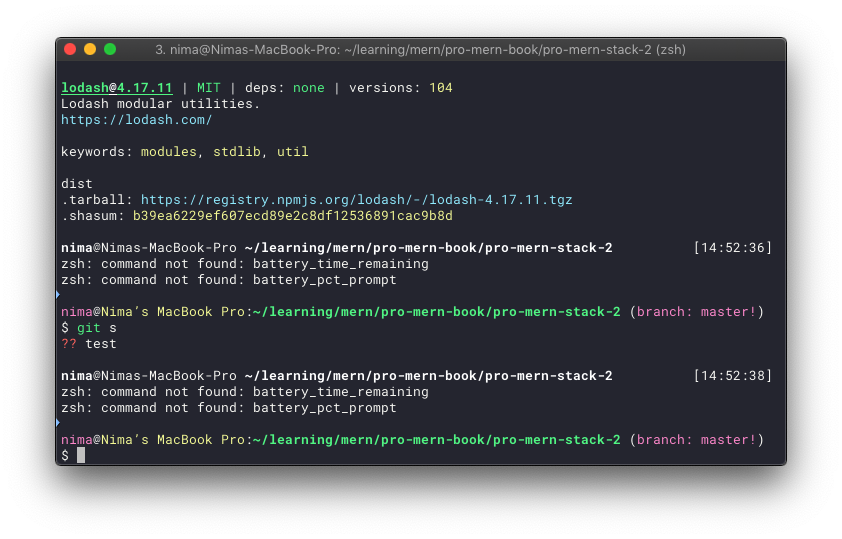 3. nima@Nimas-MacBook-Pro: ~/learning/mern/pro-mern-book/pro-mern-stack-2 (zsh)
lodash@4.17.11 | MIT | deps: none | versions: 104
Lodash modular utilities.
https://lodash.com/
keywords: modules, stdlib, util
dist
.tarball: https://registry.npmjs.org/lodash/-/lodash-4.17.11.tgz
.shasum: b39ea6229ef607ecd89e2c8df12536891cac9b8d
nima@Nimas-MacBook-Pro ~/learning/mern/pro-mern-book/pro-mern-stack-2 [14:52:36]
zsh: command not found: battery_time_remaining
zsh: command not found: battery_pct_prompt
nima@Nima’s MacBook Pro:~/learning/mern/pro-mern-book/pro-mern-stack-2 (branch: master!)
$ git s
?? test
nima@Nimas-MacBook-Pro ~/learning/mern/pro-mern-book/pro-mern-stack-2 [14:52:38]
zsh: command not found: battery_time_remaining
zsh: command not found: battery_pct_prompt
nima@Nima’s MacBook Pro:~/learning/mern/pro-mern-book/pro-mern-stack-2 (branch: master!)
$